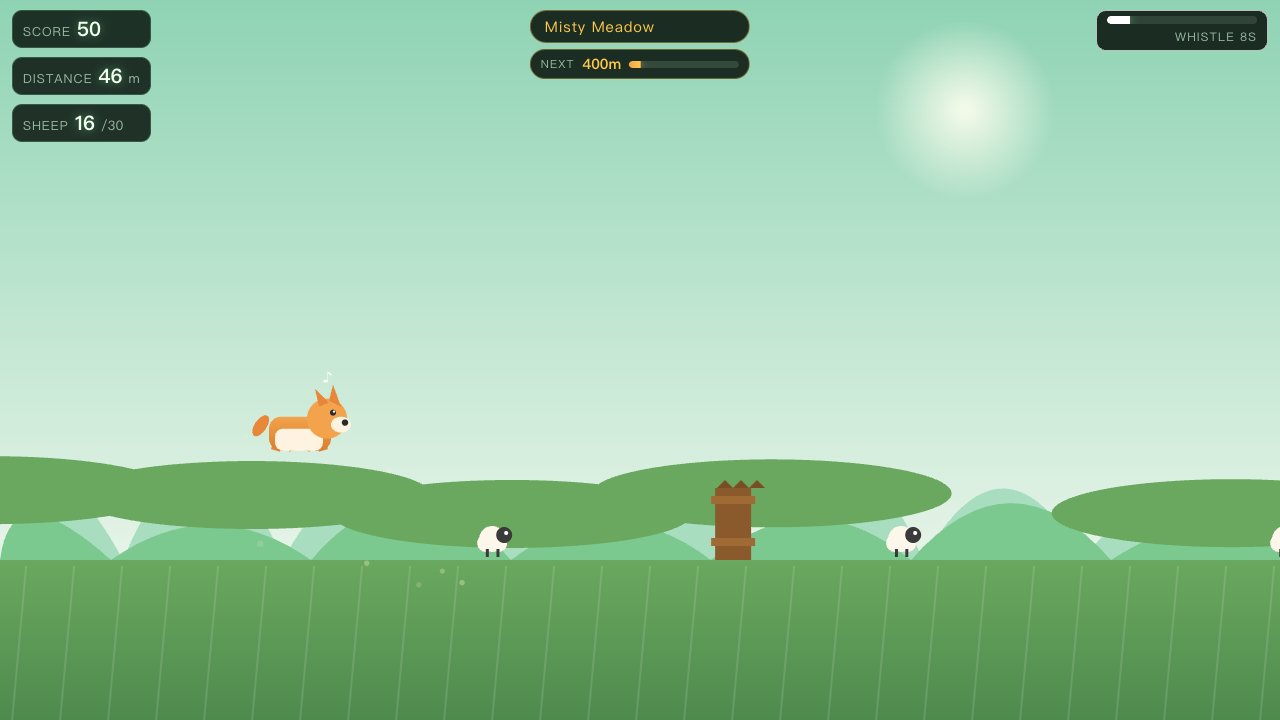 SCORE 50
DISTANCE 46 m
SHEEP 16 /30
Misty Meadow
NEXT 400m
WHISTLE 8S
♪